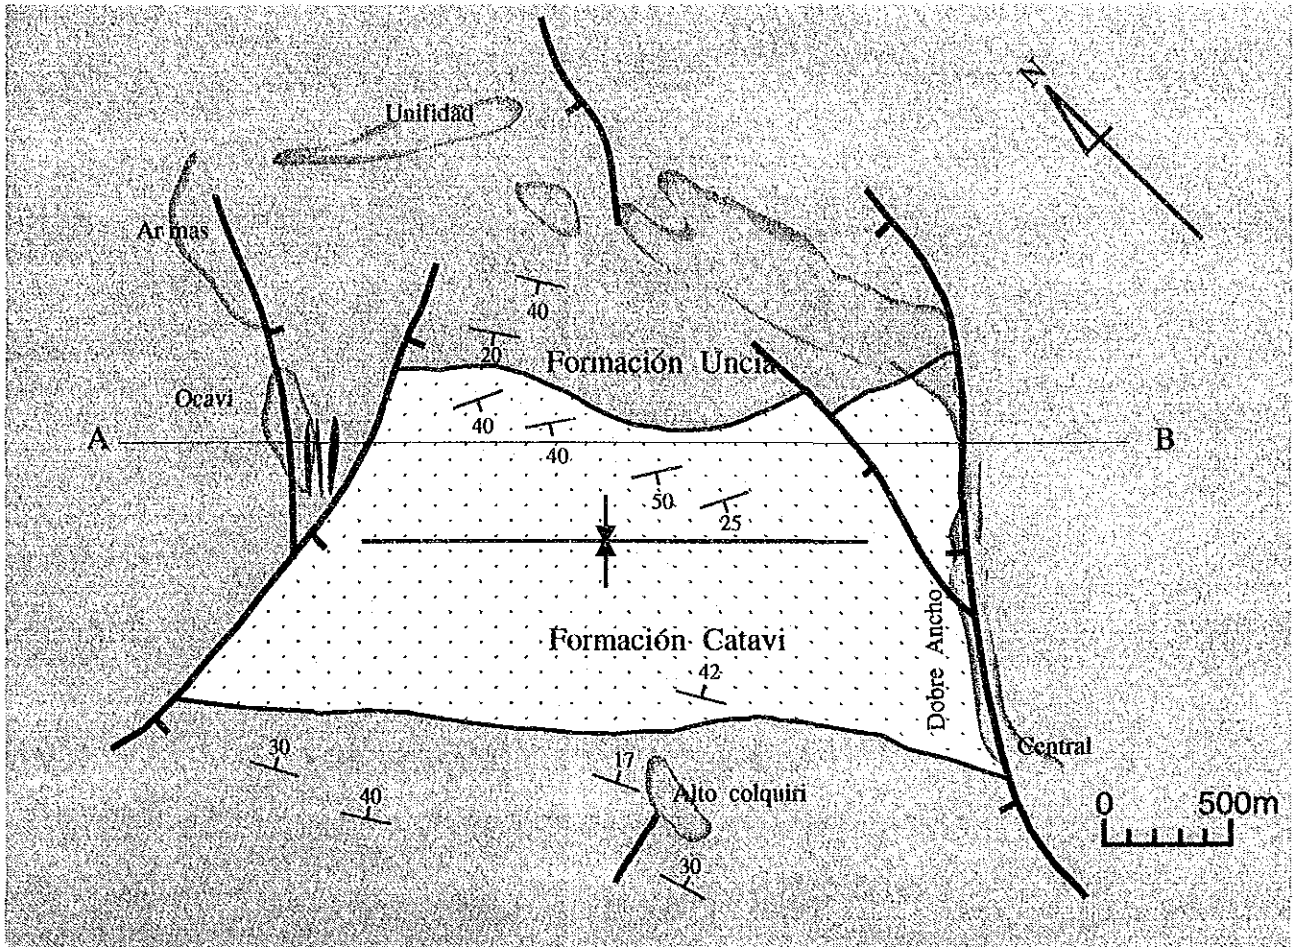 Unifidad
N
Armas
40
20
Formación Uncia
Ocavi
40
A
B
40
50
25
Formación Catavi
Dobre Ancho
42
30
17
Central
40
Alto colquiri
0 500m
30